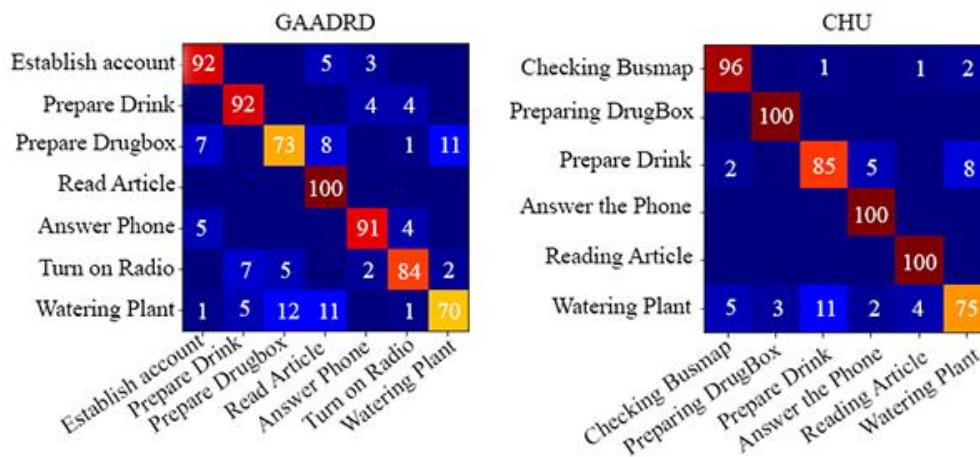 GAADRD
Establish account 92 5 3
Prepare Drink 92 4 4
Prepare Drugbox 7 73 8 1 11
Read Article 100
Answer Phone 5 91 4
Turn on Radio 7 5 2 84 2
Watering Plant 1 5 12 11 1 70
Establish account
Prepare Drink
Prepare Drugbox
Read Article
Answer Phone
Turn on Radio
Watering Plant
CHU
Checking Busmap 96 1 1 2
Preparing DrugBox 100
Prepare Drink 2 85 5 8
Answer the Phone 100
Reading Article 100
Watering Plant 5 3 11 2 4 75
Checking Busmap
Preparing DrugBox
Prepare Drink
Answer the Phone
Reading Article
Watering Plant